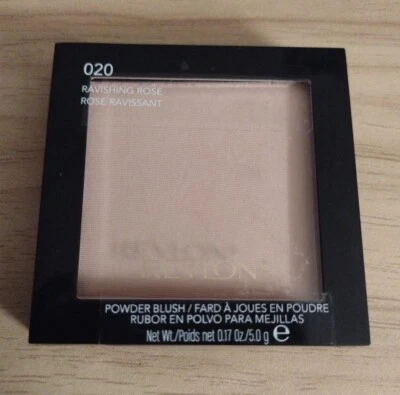 020
RAVISHING ROSE
ROSE RAVISSANT
REVLON
POWDER BLUSH / FARD À JOUES EN POUDRE
RUBOR EN POLVO PARA MEJILLAS
Net Wt./Poids net 0.17 Oz./5.0 g ℮